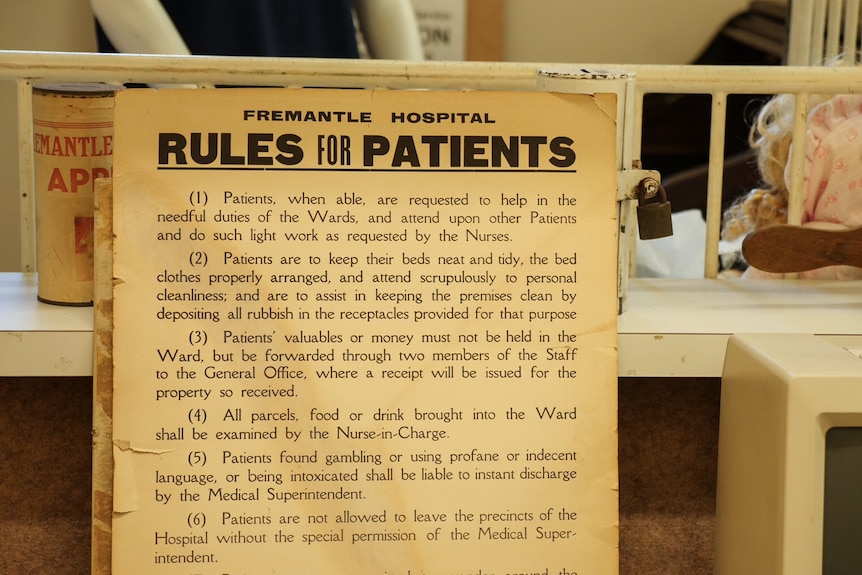 ON
EMANTLE
APP
FREMANTLE HOSPITAL
RULES FOR PATIENTS
(1) Patients, when able, are requested to help in the
needful duties of the Wards, and attend upon other Patients
and do such light work as requested by the Nurses.
(2) Patients are to keep their beds neat and tidy, the bed
clothes properly arranged, and attend scrupulously to personal
cleanliness; and are to assist in keeping the premises clean by
depositing all rubbish in the receptacles provided for that purpose
(3) Patients' valuables or money must not be held in the
Ward, but be forwarded through two members of the Staff
to the General Office, where a receipt will be issued for the
property so received.
(4) All parcels, food or drink brought into the Ward
shall be examined by the Nurse-in-Charge.
(5) Patients found gambling or using profane or indecent
language, or being intoxicated shall be liable to instant discharge
by the Medical Superintendent.
(6) Patients are not allowed to leave the precincts of the
Hospital without the special permission of the Medical Super-
intendent.
around the